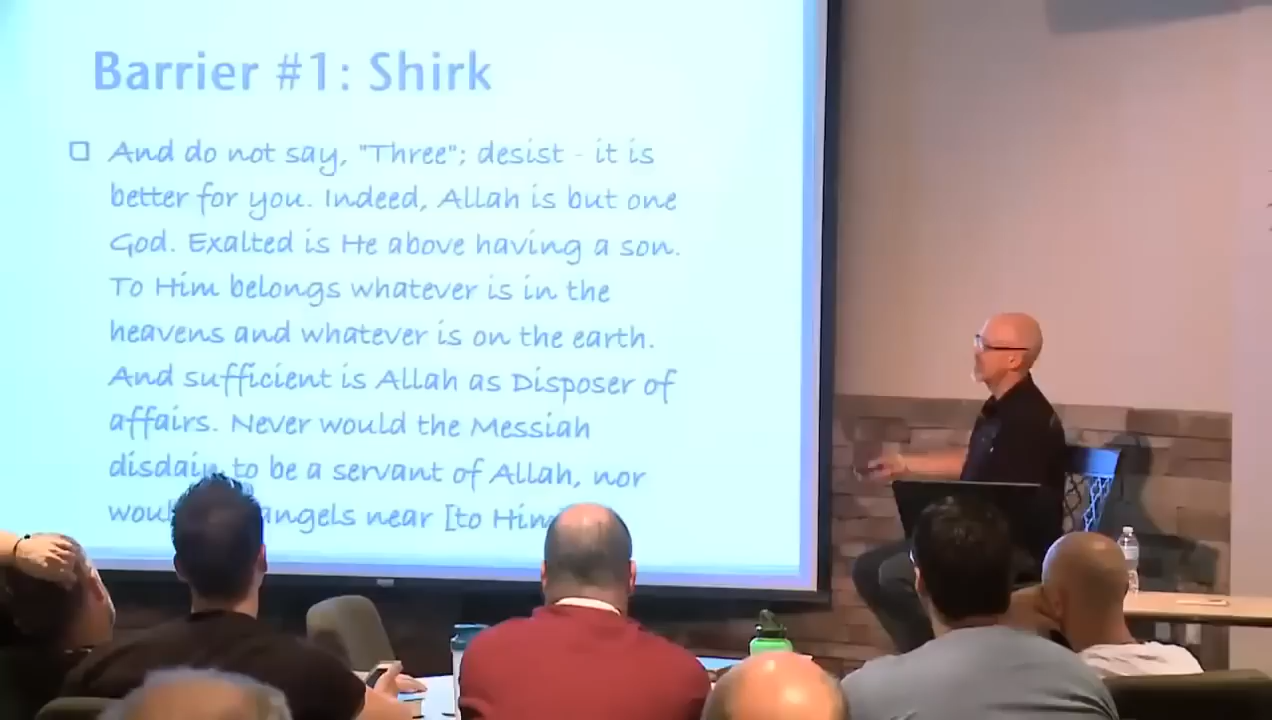 Barrier #1: Shirk
And do not say, "Three"; desist - it is
better for you. Indeed, Allah is but one
God. Exalted is He above having a son.
To Him belongs whatever is in the
heavens and whatever is on the earth.
And sufficient is Allah as Disposer of
affairs. Never would the Messiah
disdain to be a servant of Allah, nor
angels near [to Him